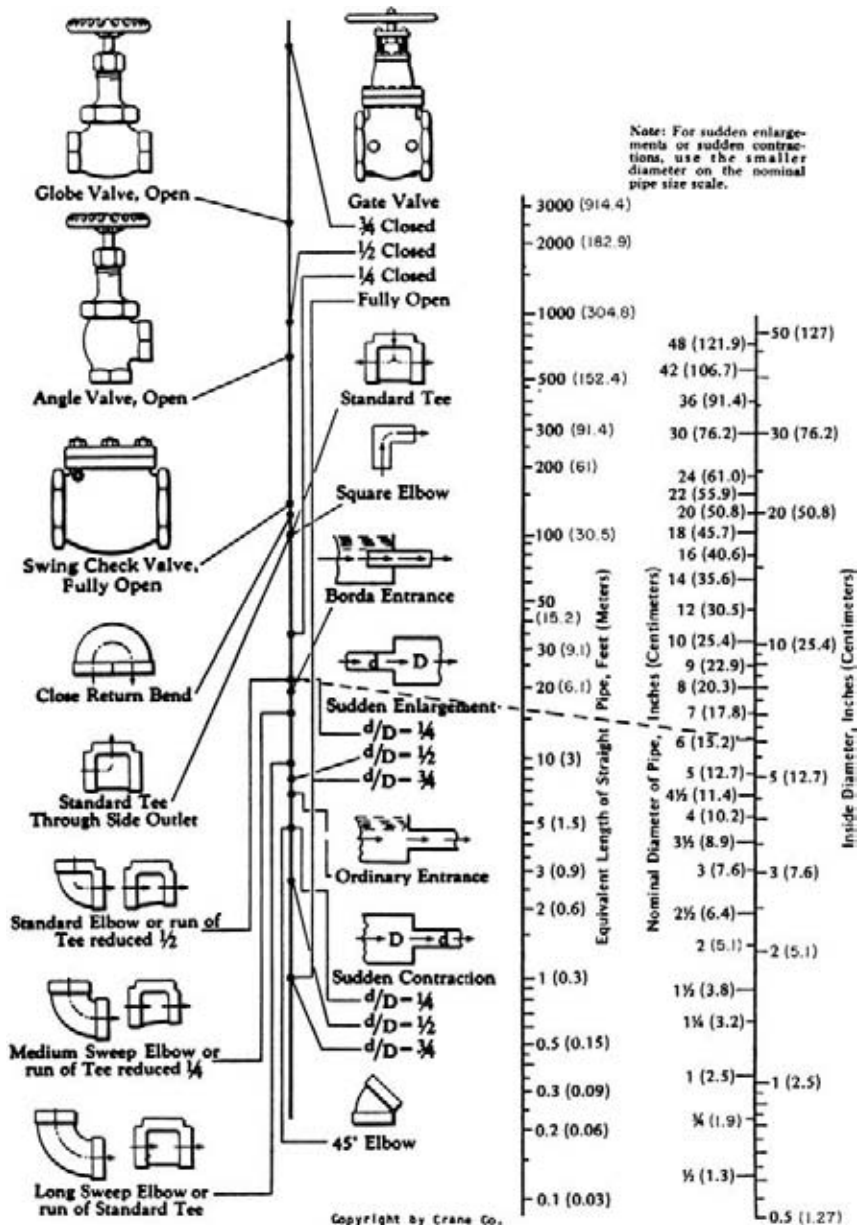 Globe Valve, Open
Angle Valve, Open
Swing Check Valve,
Fully Open
Close Return Bend
Standard Tee
Through Side Outlet
Standard Elbow or run of
Tee reduced ½
Medium Sweep Elbow or
run of Tee reduced ¼
Long Sweep Elbow or
run of Standard Tee
Gate Valve
¾ Closed
½ Closed
¼ Closed
Fully Open
Standard Tee
Square Elbow
Borda Entrance
d D
Sudden Enlargement
d/D-¼
d/D-½
d/D-¾
Ordinary Entrance
D d
Sudden Contraction
d/D-¼
d/D-½
d/D-¾
45° Elbow
Copyright by Crane Co.
3000 (914.4)
2000 (182.9)
1000 (304.8)
500 (152.4)
300 (91.4)
200 (61)
100 (30.5)
50
(15.2)
30 (9.1)
20 (6.1)
10 (3)
5 (1.5)
3 (0.9)
2 (0.6)
1 (0.3)
0.5 (0.15)
0.3 (0.09)
0.2 (0.06)
0.1 (0.03)
Equivalent Length of Straight Pipe, Feet (Meters)
Note: For sudden enlarge-
ments or sudden contrac-
tions, use the smaller
diameter on the nominal
pipe size scale.
Nominal Diameter of Pipe, Inches (Centimeters)
48 (121.9)
42 (106.7)
36 (91.4)
30 (76.2)
24 (61.0)
22 (55.9)
20 (50.8)
18 (45.7)
16 (40.6)
14 (35.6)
12 (30.5)
10 (25.4)
9 (22.9)
8 (20.3)
7 (17.8)
6 (15.2)
5 (12.7)
4½ (11.4)
4 (10.2)
3½ (8.9)
3 (7.6)
2½ (6.4)
2 (5.1)
1½ (3.8)
1¼ (3.2)
1 (2.5)
¾ (1.9)
½ (1.3)
50 (127)
30 (76.2)
20 (50.8)
10 (25.4)
5 (12.7)
3 (7.6)
2 (5.1)
1 (2.5)
0.5 (1.27)
Inside Diameter, Inches (Centimeters)